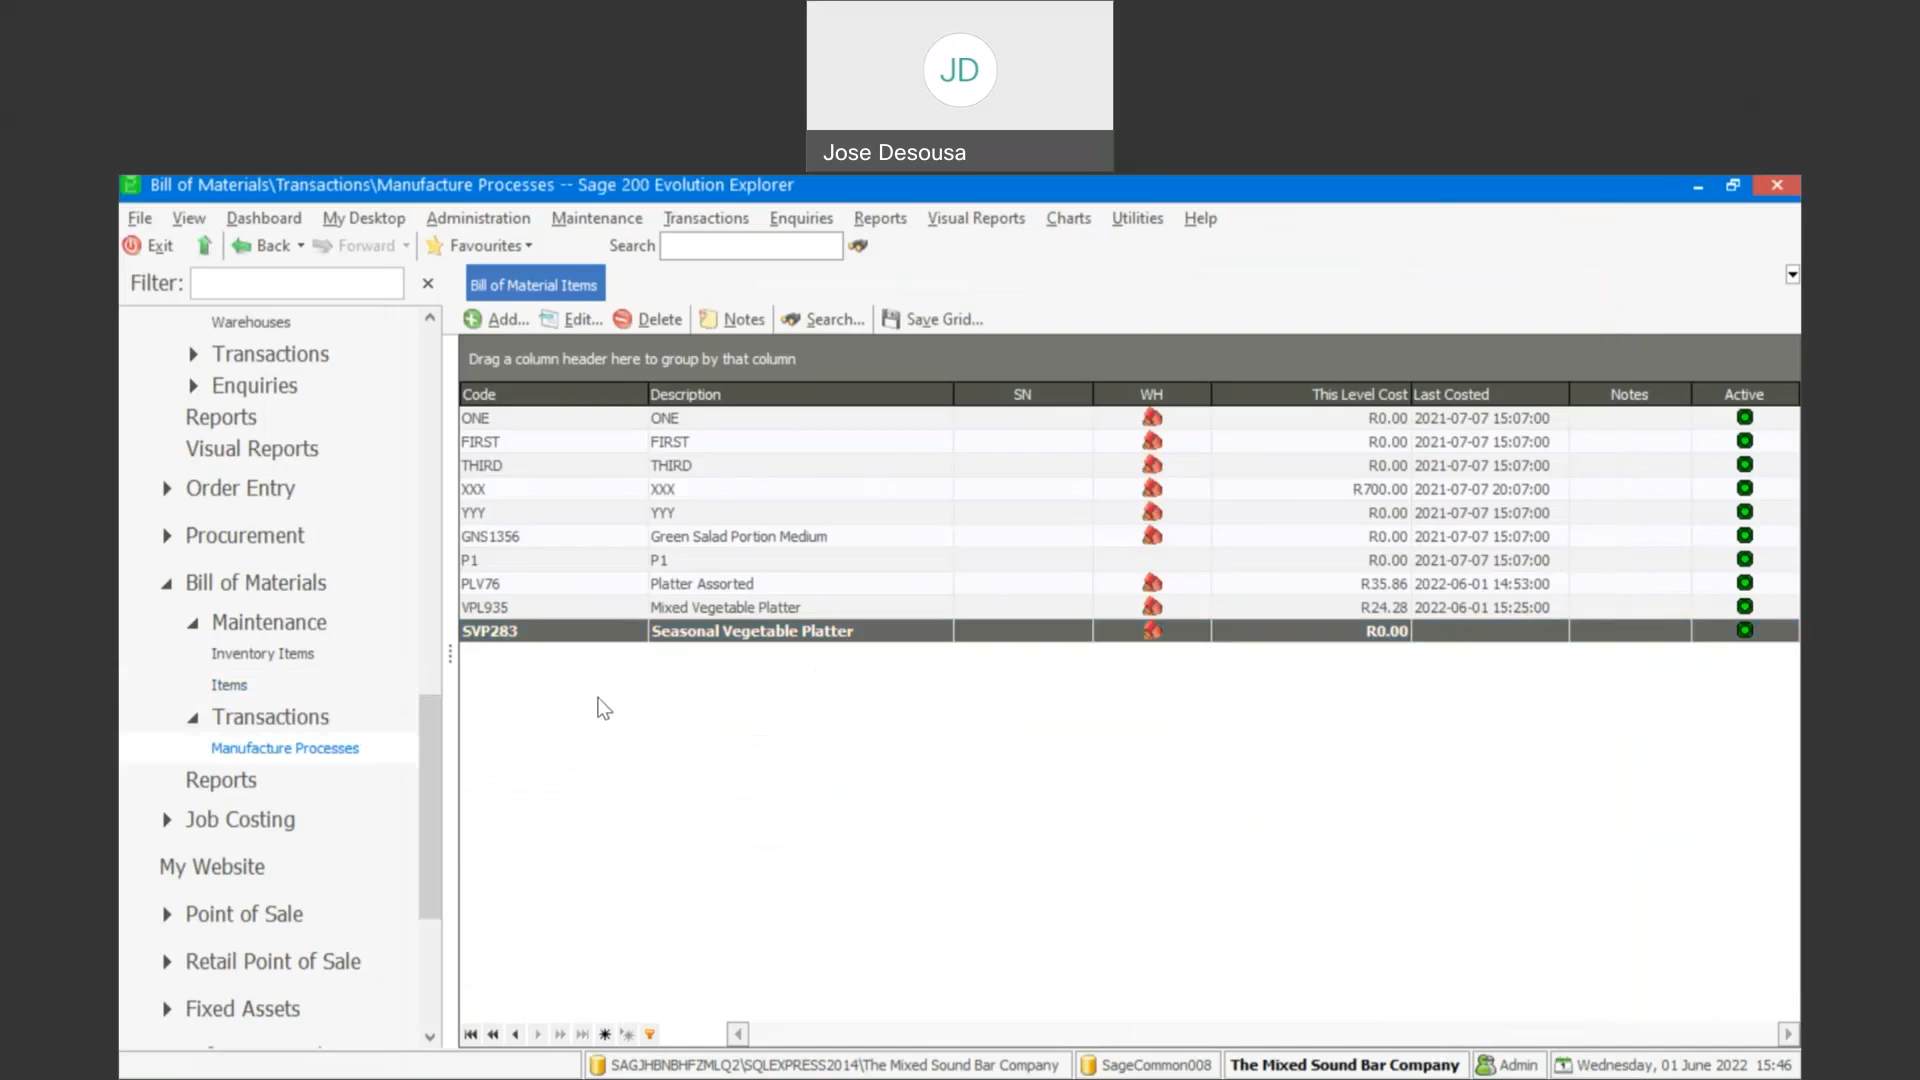 JD
Jose Desousa
Bill of Materials\Transactions\Manufacture Processes -- Sage 200 Evolution Explorer
File View Dashboard My Desktop Administration Maintenance Transactions Enquiries Reports Visual Reports Charts Utilities Help
Exit Back Forward Favourites Search
Filter:
Bill of Material Items
Add... Edit... Delete Notes Search... Save Grid...
Warehouses
Transactions
Enquiries
Reports
Visual Reports
Order Entry
Procurement
Bill of Materials
Maintenance
Inventory Items
Items
Transactions
Manufacture Processes
Reports
Job Costing
My Website
Point of Sale
Retail Point of Sale
Fixed Assets
Drag a column header here to group by that column
Code Description SN WH This Level Cost Last Costed Notes Active
ONE ONE R0.00 2021-07-07 15:07:00
FIRST FIRST R0.00 2021-07-07 15:07:00
THIRD THIRD R0.00 2021-07-07 15:07:00
XXX XXX R700.00 2021-07-07 20:07:00
YYY YYY R0.00 2021-07-07 15:07:00
GNS1356 Green Salad Portion Medium R0.00 2021-07-07 15:07:00
P1 P1 R0.00 2021-07-07 15:07:00
PLV76 Platter Assorted R35.86 2022-06-01 14:53:00
VPL935 Mixed Vegetable Platter R24.28 2022-06-01 15:25:00
SVP283 Seasonal Vegetable Platter R0.00
SAGJHBNBHFZMLQ2\SQLEXPRESS2014\The Mixed Sound Bar Company SageCommon008 The Mixed Sound Bar Company Admin Wednesday, 01 June 2022 15:46